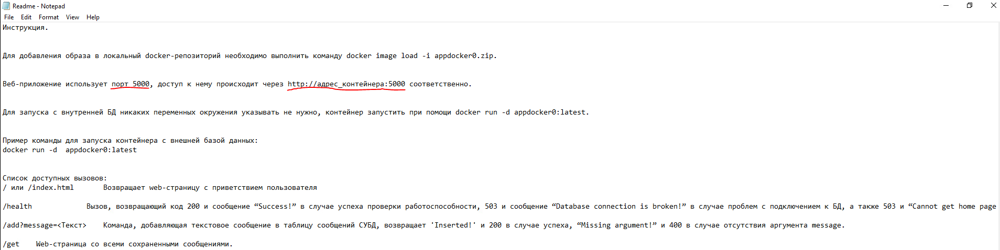 Readme - Notepad
File Edit Format View Help
Инструкция.
Для добавления образа в локальный docker-репозиторий необходимо выполнить команду docker image load -i appdocker0.zip.
Веб-приложение использует порт 5000, доступ к нему происходит через http://адрес_контейнера:5000 соответственно.
Для запуска с внутренней БД никаких переменных окружения указывать не нужно, контейнер запустить при помощи docker run -d appdocker0:latest.
Пример команды для запуска контейнера с внешней базой данных:
docker run -d  appdocker0:latest
Список доступных вызовов:
/ или /index.html       Возвращает web-страницу с приветствием пользователя
/health             Вызов, возвращающий код 200 и сообщение “Success!” в случае успеха проверки работоспособности, 503 и сообщение “Database connection is broken!” в случае проблем с подключением к БД, а также 503 и “Cannot get home page
/add?message=<Текст>    Команда, добавляющая текстовое сообщение в таблицу сообщений СУБД, возвращает 'Inserted!' и 200 в случае успеха, “Missing argument!” и 400 в случае отсутствия аргумента message.
/get    Web-страница со всеми сохраненными сообщениями.